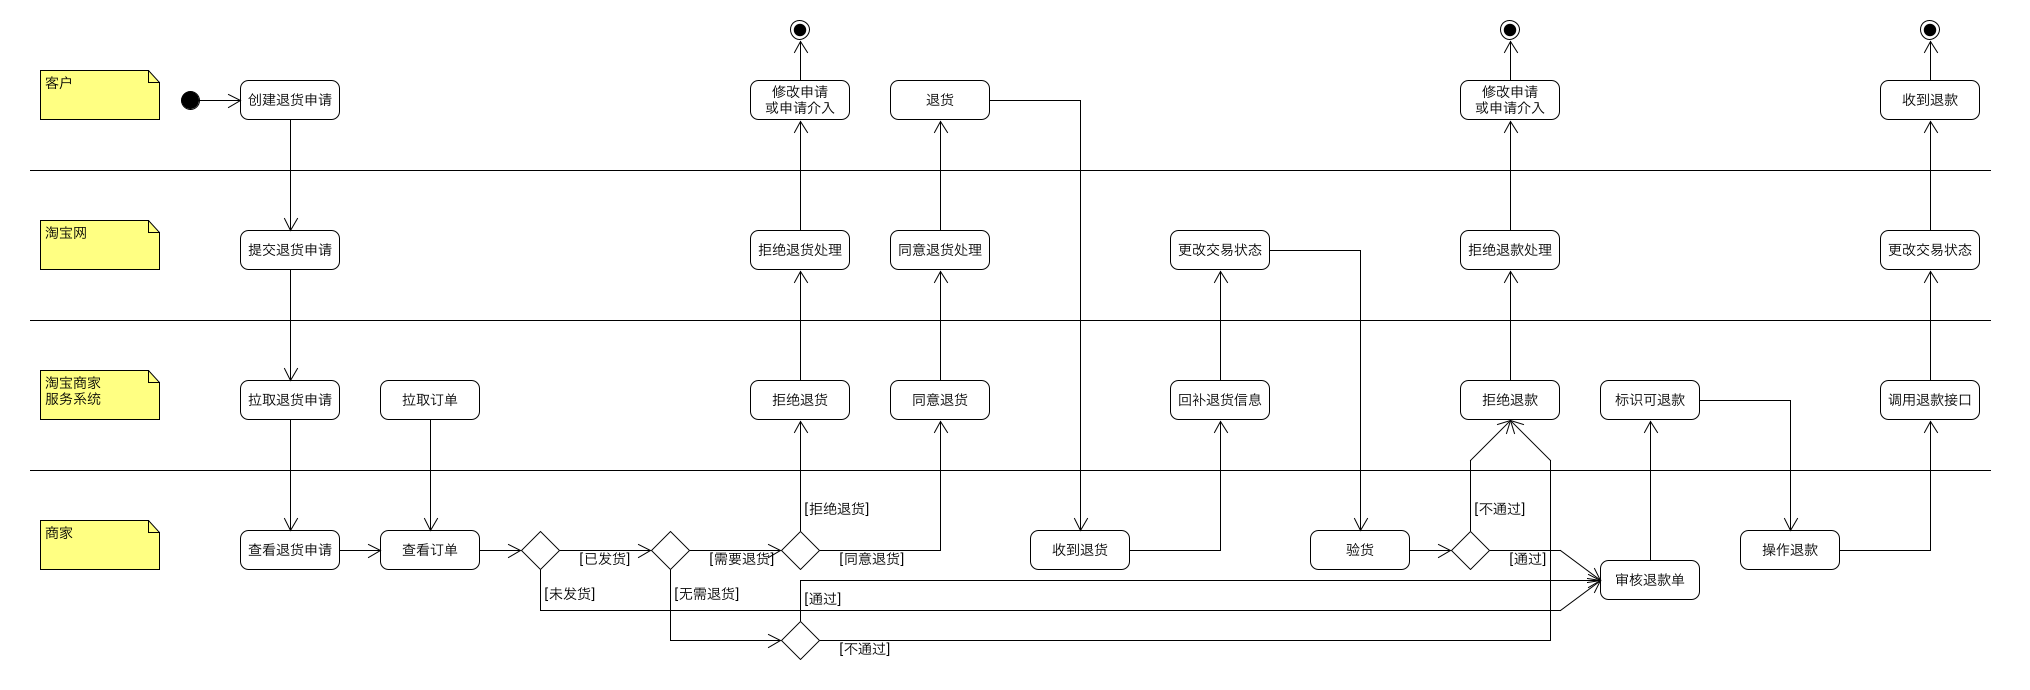 客户
创建退货申请
修改申请
或申请介入
退货
修改申请
或申请介入
收到退款
淘宝网
提交退货申请
拒绝退货处理
同意退货处理
更改交易状态
拒绝退款处理
更改交易状态
淘宝商家
服务系统
拉取退货申请
拉取订单
拒绝退货
同意退货
回补退货信息
拒绝退款
标识可退款
调用退款接口
[拒绝退货]
[不通过]
商家
查看退货申请
查看订单
[已发货]
[需要退货]
[同意退货]
收到退货
验货
[通过]
操作退款
审核退款单
[未发货]
[无需退货]
[通过]
[不通过]